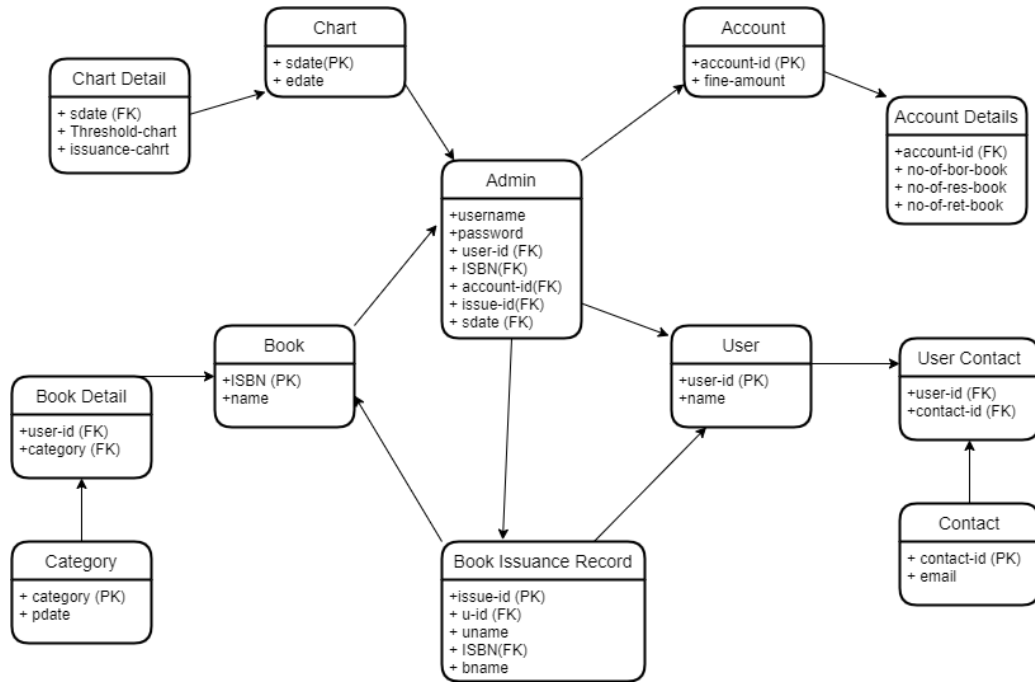 Chart
+ sdate(PK)
+ edate
Account
+account-id (PK)
+ fine-amount
Chart Detail
+ sdate (FK)
+ Threshold-chart
+ issuance-cahrt
Account Details
+account-id (FK)
+ no-of-bor-book
+ no-of-res-book
+ no-of-ret-book
Admin
+username
+password
+ user-id (FK)
+ ISBN(FK)
+ account-id(FK)
+ issue-id(FK)
+ sdate (FK)
Book
+ISBN (PK)
+name
User
+user-id (PK)
+name
User Contact
+user-id (FK)
+contact-id (FK)
Book Detail
+user-id (FK)
+category (FK)
Category
+ category (PK)
+ pdate
Book Issuance Record
+issue-id (PK)
+ u-id (FK)
+ uname
+ ISBN(FK)
+ bname
Contact
+ contact-id (PK)
+ email